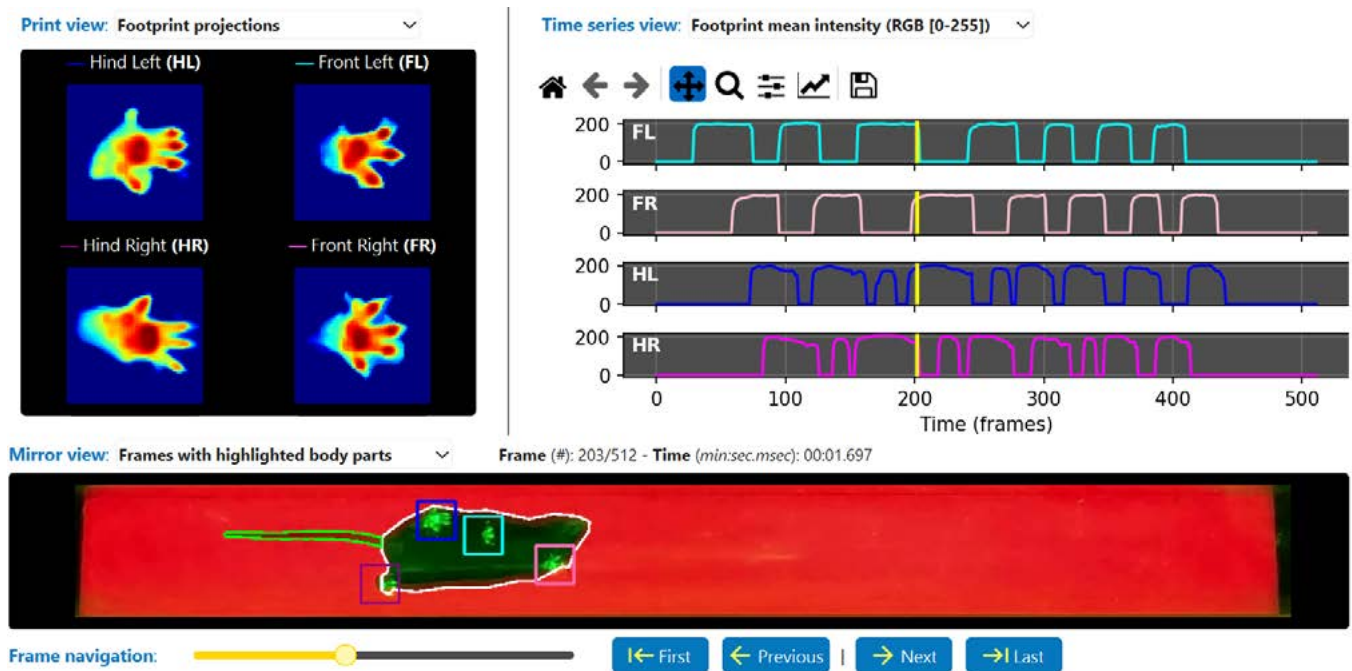 Print view: Footprint projections
Time series view: Footprint mean intensity (RGB [0-255])
Hind Left (HL)
Front Left (FL)
Hind Right (HR)
Front Right (FR)
200
0
FL
200
0
FR
200
0
HL
200
0
HR
0 100 200 300 400 500
Time (frames)
Mirror view: Frames with highlighted body parts
Frame (#): 203/512 - Time (min:sec.msec): 00:01.697
Frame navigation:
First
Previous
|
Next
Last